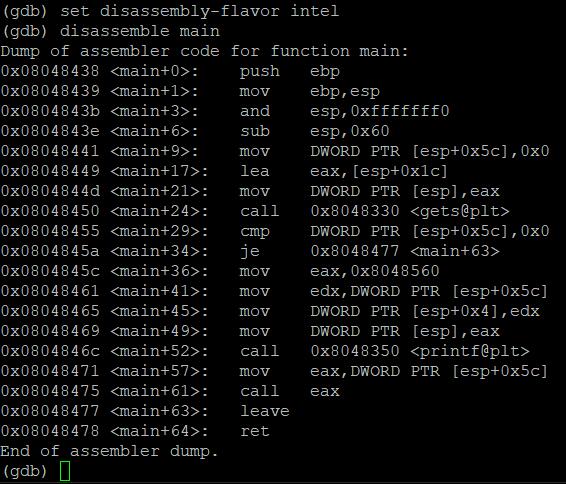 (gdb) set disassembly-flavor intel
(gdb) disassemble main
Dump of assembler code for function main:
0x08048438 <main+0>:    push   ebp
0x08048439 <main+1>:    mov    ebp,esp
0x0804843b <main+3>:    and    esp,0xfffffff0
0x0804843e <main+6>:    sub    esp,0x60
0x08048441 <main+9>:    mov    DWORD PTR [esp+0x5c],0x0
0x08048449 <main+17>:   lea    eax,[esp+0x1c]
0x0804844d <main+21>:   mov    DWORD PTR [esp],eax
0x08048450 <main+24>:   call   0x8048330 <gets@plt>
0x08048455 <main+29>:   cmp    DWORD PTR [esp+0x5c],0x0
0x0804845a <main+34>:   je     0x8048477 <main+63>
0x0804845c <main+36>:   mov    eax,0x8048560
0x08048461 <main+41>:   mov    edx,DWORD PTR [esp+0x5c]
0x08048465 <main+45>:   mov    DWORD PTR [esp+0x4],edx
0x08048469 <main+49>:   mov    DWORD PTR [esp],eax
0x0804846c <main+52>:   call   0x8048350 <printf@plt>
0x08048471 <main+57>:   mov    eax,DWORD PTR [esp+0x5c]
0x08048475 <main+61>:   call   eax
0x08048477 <main+63>:   leave
0x08048478 <main+64>:   ret
End of assembler dump.
(gdb)